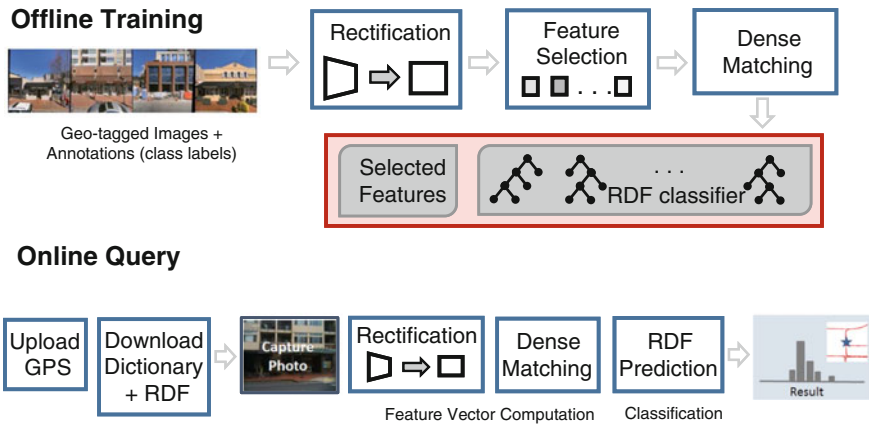 Offline Training
Geo-tagged Images +
Annotations (class labels)
Rectification
Feature
Selection
. . .
Dense
Matching
Selected
Features
. . .
RDF classifier
Online Query
Upload
GPS
Download
Dictionary
+ RDF
Capture
Photo
Rectification
Dense
Matching
RDF
Prediction
Result
Feature Vector Computation
Classification